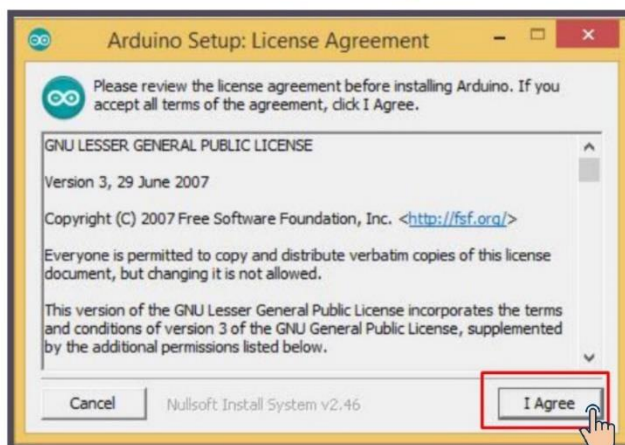 Arduino Setup: License Agreement
Please review the license agreement before installing Arduino. If you
accept all terms of the agreement, click I Agree.
GNU LESSER GENERAL PUBLIC LICENSE
Version 3, 29 June 2007
Copyright (C) 2007 Free Software Foundation, Inc. <http://fsf.org/>
Everyone is permitted to copy and distribute verbatim copies of this license
document, but changing it is not allowed.
This version of the GNU Lesser General Public License incorporates the terms
and conditions of version 3 of the GNU General Public License, supplemented
by the additional permissions listed below.
Cancel
Nullsoft Install System v2.46
I Agree